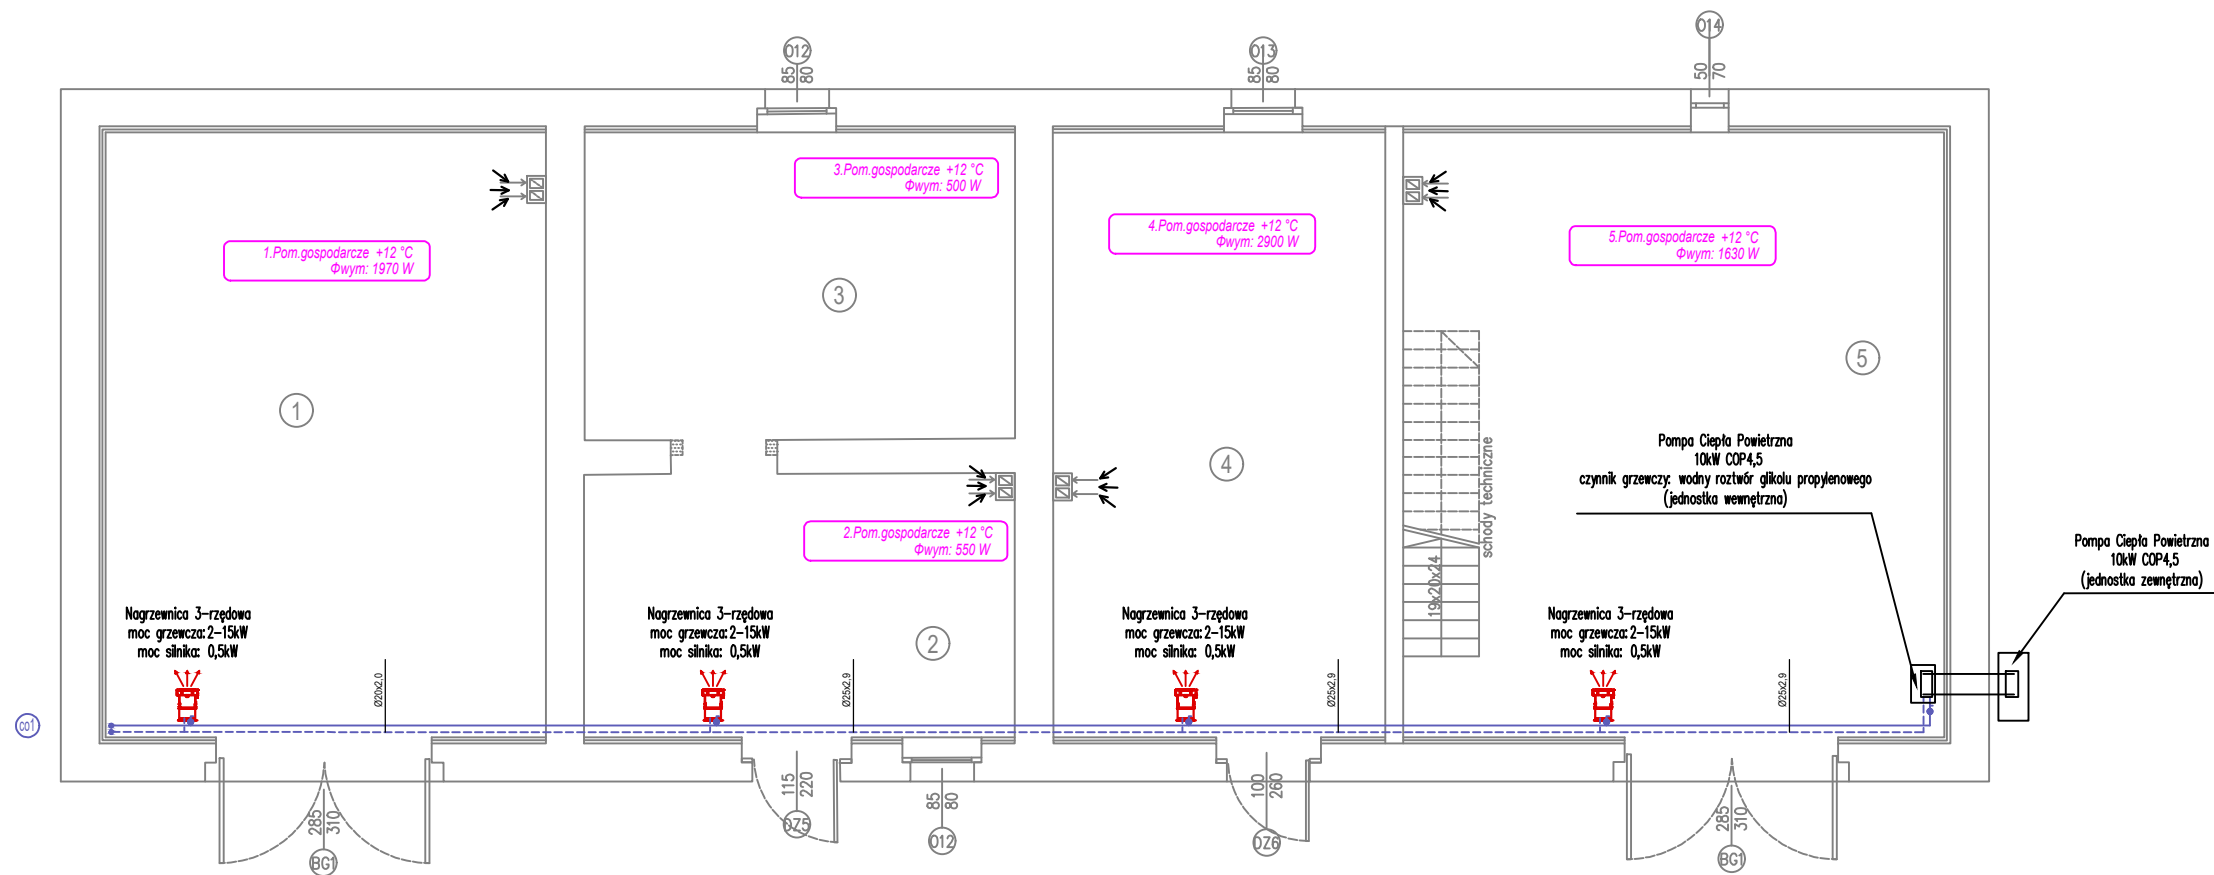 O12
85
80
O13
85
80
O14
50
70
3.Pom.gospodarcze +12 °C
Φwym: 500 W
4.Pom.gospodarcze +12 °C
Φwym: 2900 W
1.Pom.gospodarcze +12 °C
Φwym: 1970 W
5.Pom.gospodarcze +12 °C
Φwym: 1630 W
3
5
1
4
schody techniczne
19x20x24
Pompa Ciepła Powietrzna
10kW COP4,5
czynnik grzewczy: wodny roztwór glikolu propylenowego
(jednostka wewnętrzna)
2.Pom.gospodarcze +12 °C
Φwym: 550 W
Pompa Ciepła Powietrzna
10kW COP4,5
(jednostka zewnętrzna)
Nagrzewnica 3-rzędowa
moc grzewcza:2-15kW
moc silnika: 0,5kW
Nagrzewnica 3-rzędowa
moc grzewcza:2-15kW
moc silnika: 0,5kW
2
Nagrzewnica 3-rzędowa
moc grzewcza:2-15kW
moc silnika: 0,5kW
Nagrzewnica 3-rzędowa
moc grzewcza:2-15kW
moc silnika: 0,5kW
Ø20x2.0
Ø25x2.9
Ø25x2.9
Ø25x2.9
co1
285
310
BG1
115
220
DZ5
85
80
O12
100
260
DZ6
285
310
BG1